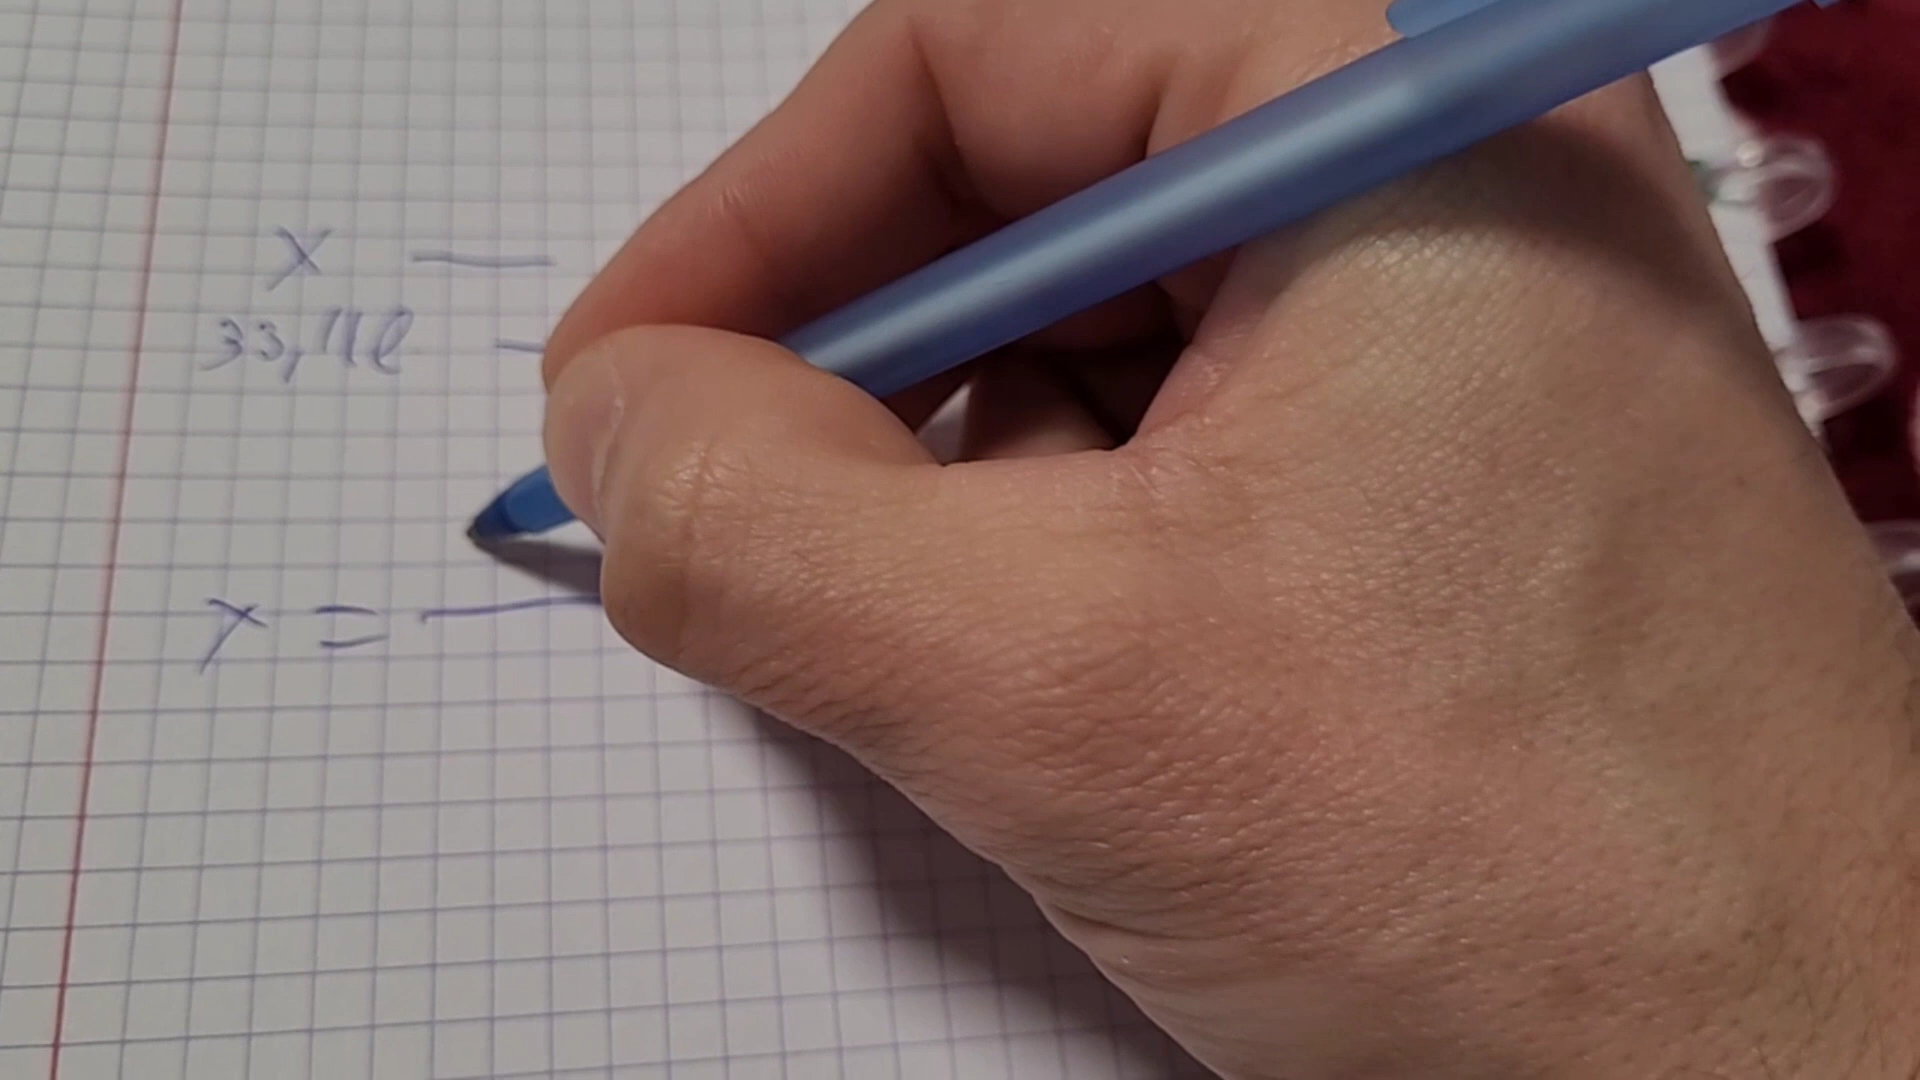 x —
33,11l —
x = —